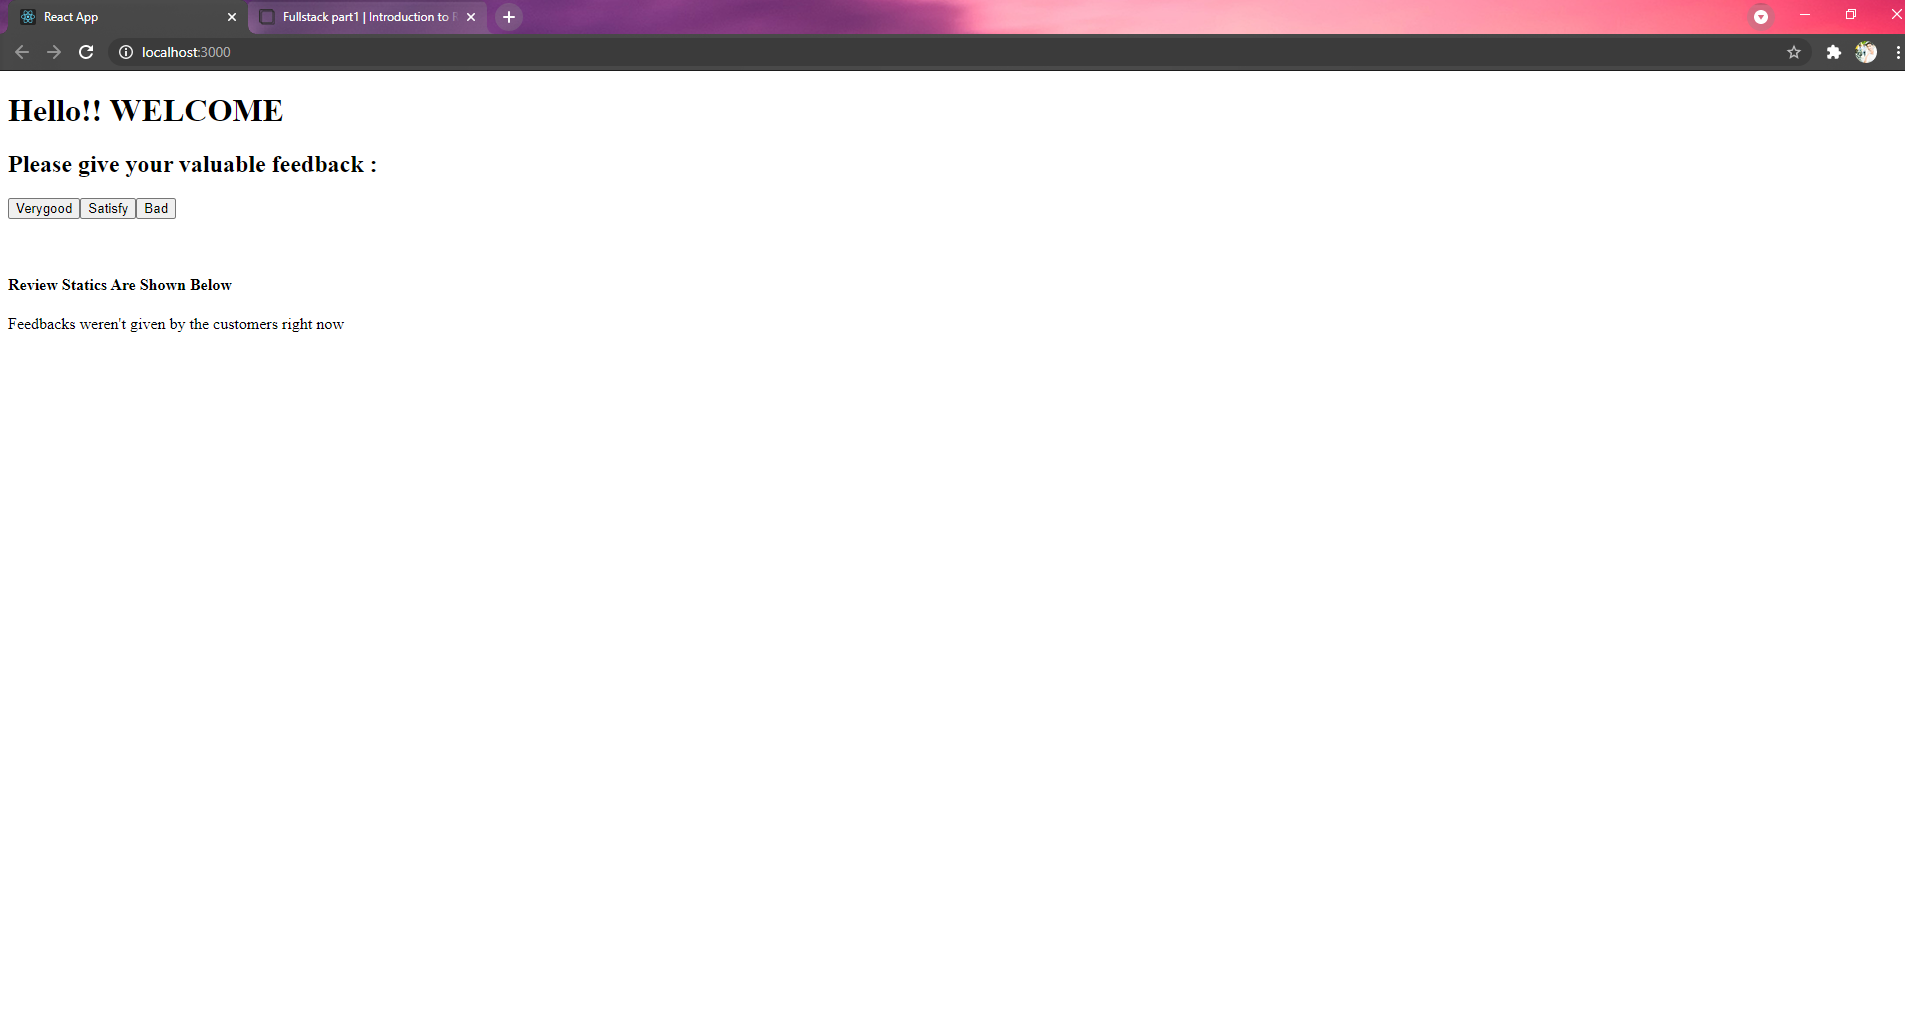 React App
Fullstack part1 | Introduction to
localhost:3000
Hello!! WELCOME
Please give your valuable feedback :
Verygood Satisfy Bad
Review Statics Are Shown Below
Feedbacks weren't given by the customers right now